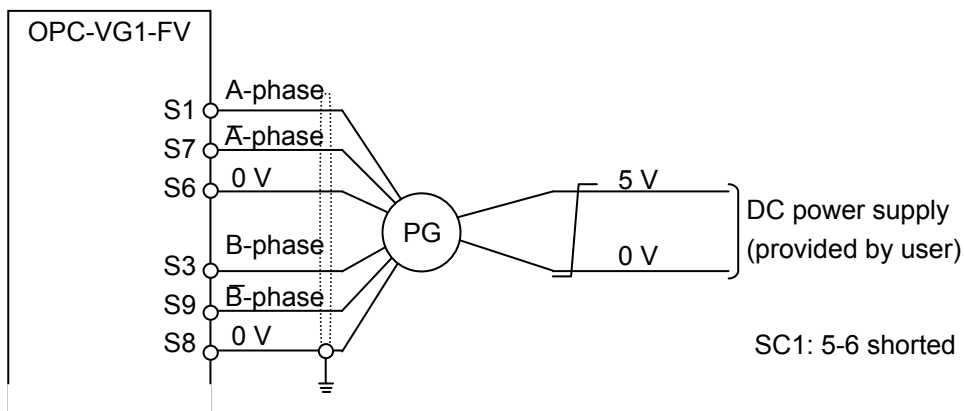 OPC-VG1-FV
S1 A-phase
S7 A̅-phase
S6 0 V
S3 B-phase
S9 B̅-phase
S8 0 V
PG
5 V
0 V
DC power supply
(provided by user)
SC1: 5-6 shorted